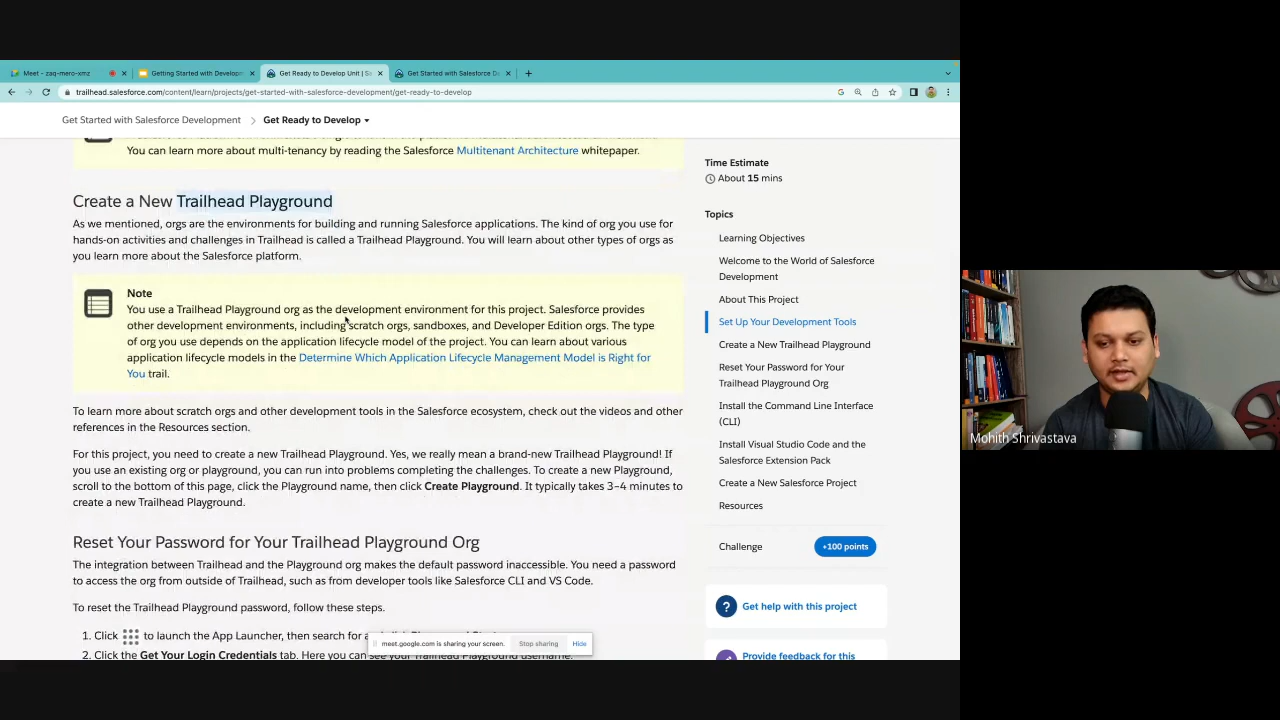 Meet - zaq-mero-xmz
Getting Started with Developm
Get Ready to Develop Unit | Sa
Get Started with Salesforce De
trailhead.salesforce.com/content/learn/projects/get-started-with-salesforce-development/get-ready-to-develop
Get Started with Salesforce Development > Get Ready to Develop
You can learn more about multi-tenancy by reading the Salesforce Multitenant Architecture whitepaper.
Create a New Trailhead Playground
As we mentioned, orgs are the environments for building and running Salesforce applications. The kind of org you use for
hands-on activities and challenges in Trailhead is called a Trailhead Playground. You will learn about other types of orgs as
you learn more about the Salesforce platform.
Note
You use a Trailhead Playground org as the development environment for this project. Salesforce provides
other development environments, including scratch orgs, sandboxes, and Developer Edition orgs. The type
of org you use depends on the application lifecycle model of the project. You can learn about various
application lifecycle models in the Determine Which Application Lifecycle Management Model is Right for
You trail.
To learn more about scratch orgs and other development tools in the Salesforce ecosystem, check out the videos and other
references in the Resources section.
For this project, you need to create a new Trailhead Playground. Yes, we really mean a brand-new Trailhead Playground! If
you use an existing org or playground, you can run into problems completing the challenges. To create a new Playground,
scroll to the bottom of this page, click the Playground name, then click Create Playground. It typically takes 3–4 minutes to
create a new Trailhead Playground.
Reset Your Password for Your Trailhead Playground Org
The integration between Trailhead and the Playground org makes the default password inaccessible. You need a password
to access the org from outside of Trailhead, such as from developer tools like Salesforce CLI and VS Code.
To reset the Trailhead Playground password, follow these steps.
1. Click to launch the App Launcher, then search for a
2. Click the Get Your Login Credentials tab. Here you can see your Trailhead Playground username.
meet.google.com is sharing your screen.
Stop sharing
Hide
Time Estimate
About 15 mins
Topics
Learning Objectives
Welcome to the World of Salesforce
Development
About This Project
Set Up Your Development Tools
Create a New Trailhead Playground
Reset Your Password for Your
Trailhead Playground Org
Install the Command Line Interface
(CLI)
Install Visual Studio Code and the
Salesforce Extension Pack
Create a New Salesforce Project
Resources
Challenge
+100 points
Get help with this project
Provide feedback for this
Mohith Shrivastava